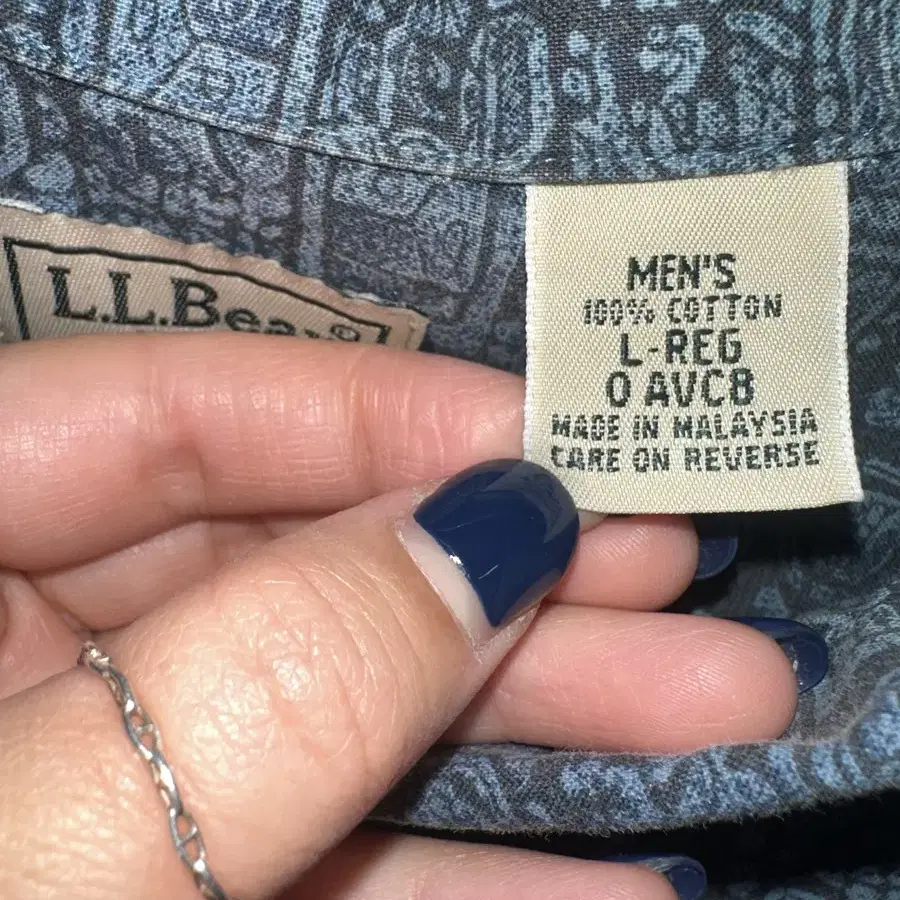 L.L.Bean®
MEN'S
100% COTTON
L-REG
0 AVC8
MADE IN MALAYSIA
CARE ON REVERSE